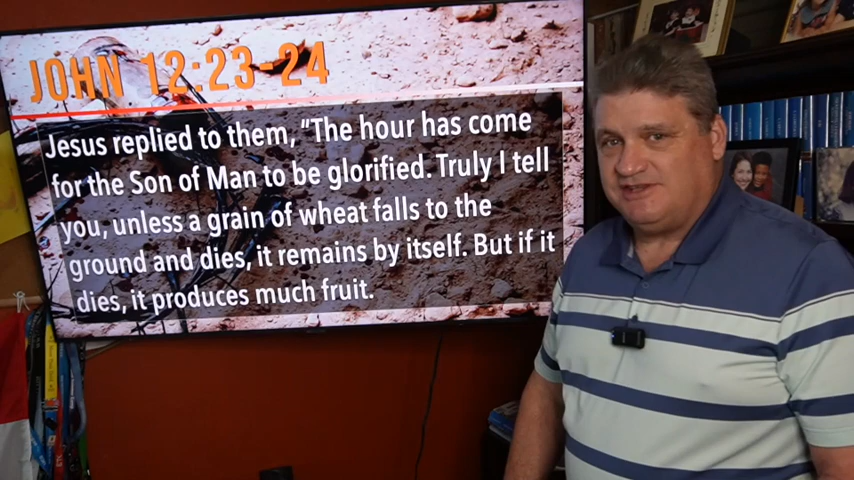 JOHN 12:23-24
Jesus replied to them, “The hour has come
for the Son of Man to be glorified. Truly I tell
you, unless a grain of wheat falls to the
ground and dies, it remains by itself. But if it
dies, it produces much fruit.